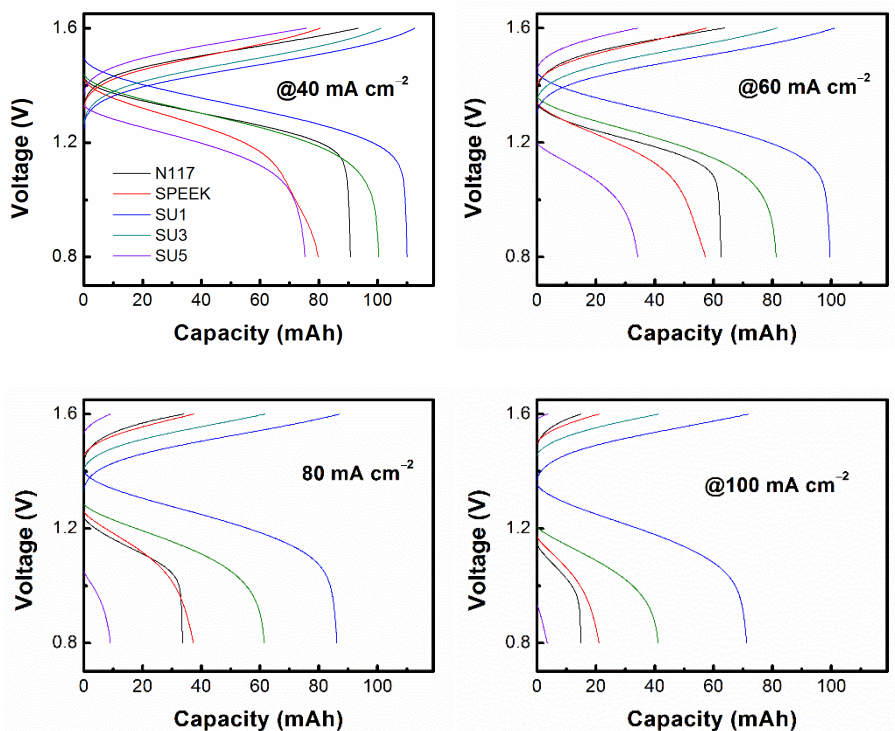 1.6
1.2
0.8
Voltage (V)
@40 mA cm⁻²
N117
SPEEK
SU1
SU3
SU5
0 20 40 60 80 100
Capacity (mAh)
1.6
1.2
0.8
Voltage (V)
@60 mA cm⁻²
0 20 40 60 80 100
Capacity (mAh)
1.6
1.2
0.8
Voltage (V)
80 mA cm⁻²
0 20 40 60 80 100
Capacity (mAh)
1.6
1.2
0.8
Voltage (V)
@100 mA cm⁻²
0 20 40 60 80 100
Capacity (mAh)